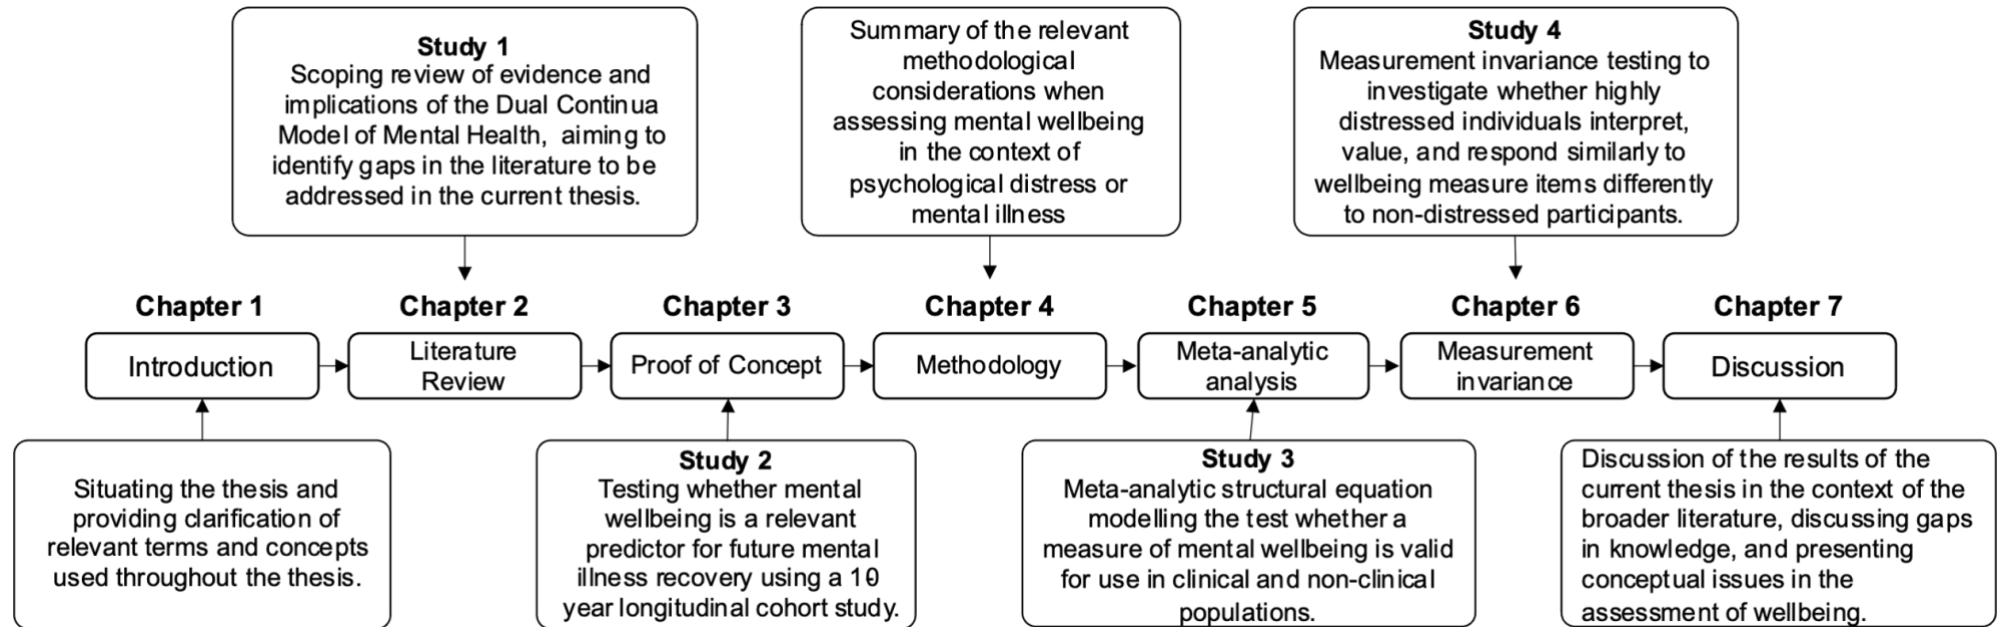 Study 1
Scoping review of evidence and
implications of the Dual Continua
Model of Mental Health, aiming to
identify gaps in the literature to be
addressed in the current thesis.
Summary of the relevant
methodological
considerations when
assessing mental wellbeing
in the context of
psychological distress or
mental illness
Study 4
Measurement invariance testing to
investigate whether highly
distressed individuals interpret,
value, and respond similarly to
wellbeing measure items differently
to non-distressed participants.
Chapter 1
Introduction
Chapter 2
Literature
Review
Chapter 3
Proof of Concept
Chapter 4
Methodology
Chapter 5
Meta-analytic
analysis
Chapter 6
Measurement
invariance
Chapter 7
Discussion
Situating the thesis and
providing clarification of
relevant terms and concepts
used throughout the thesis.
Study 2
Testing whether mental
wellbeing is a relevant
predictor for future mental
illness recovery using a 10
year longitudinal cohort study.
Study 3
Meta-analytic structural equation
modelling the test whether a
measure of mental wellbeing is valid
for use in clinical and non-clinical
populations.
Discussion of the results of the
current thesis in the context of the
broader literature, discussing gaps
in knowledge, and presenting
conceptual issues in the
assessment of wellbeing.